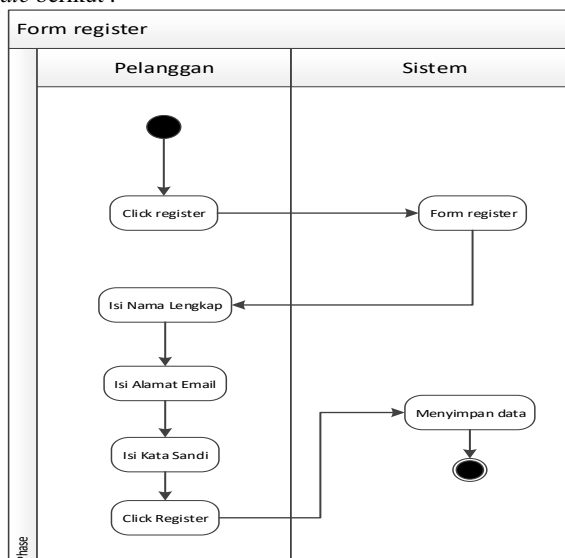 berikut :
Form register
Pelanggan
Sistem
Click register
Form register
Isi Nama Lengkap
Isi Alamat Email
Menyimpan data
Isi Kata Sandi
Click Register